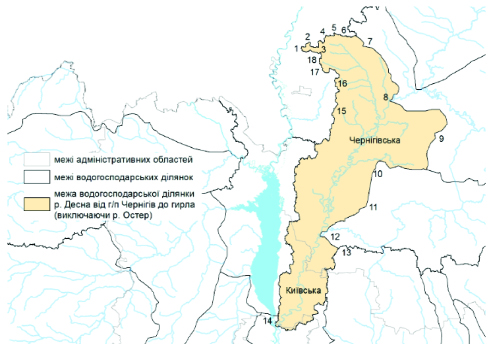 2
4
5
6
1
3
7
18
17
16
8
15
Чернігівська
9
10
11
12
13
14
Київська
межі адміністративних областей
межі водогосподарських ділянок
межа водогосподарської ділянки
р. Десна від г/п Чернігів до гирла
(виключаючи р. Остер)